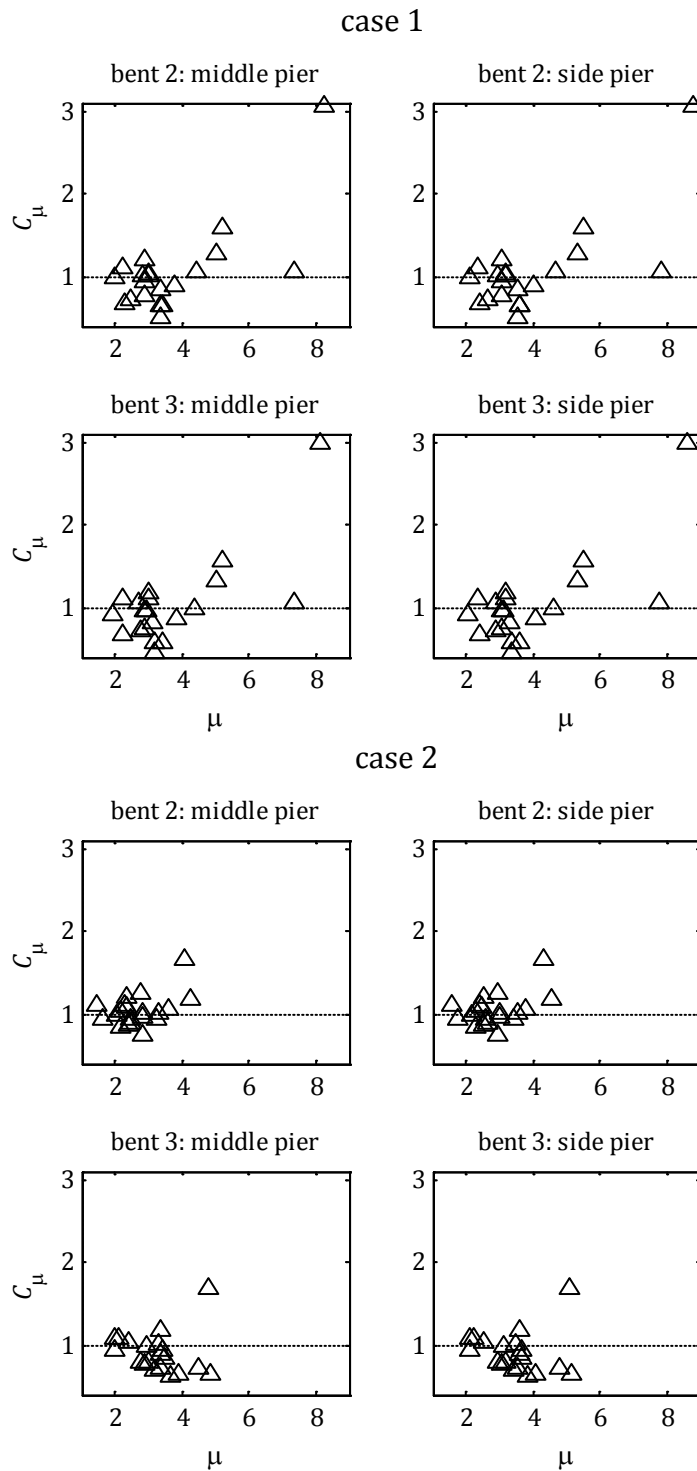 case 1
bent 2: middle pier bent 2: side pier
3 3
2 2
Cμ
1 1
2 4 6 8 2 4 6 8
bent 3: middle pier bent 3: side pier
3 3
2 2
Cμ
1 1
2 4 6 8 2 4 6 8
μ μ
case 2
bent 2: middle pier bent 2: side pier
3 3
2 2
Cμ
1 1
2 4 6 8 2 4 6 8
bent 3: middle pier bent 3: side pier
3 3
2 2
Cμ
1 1
2 4 6 8 2 4 6 8
μ μ